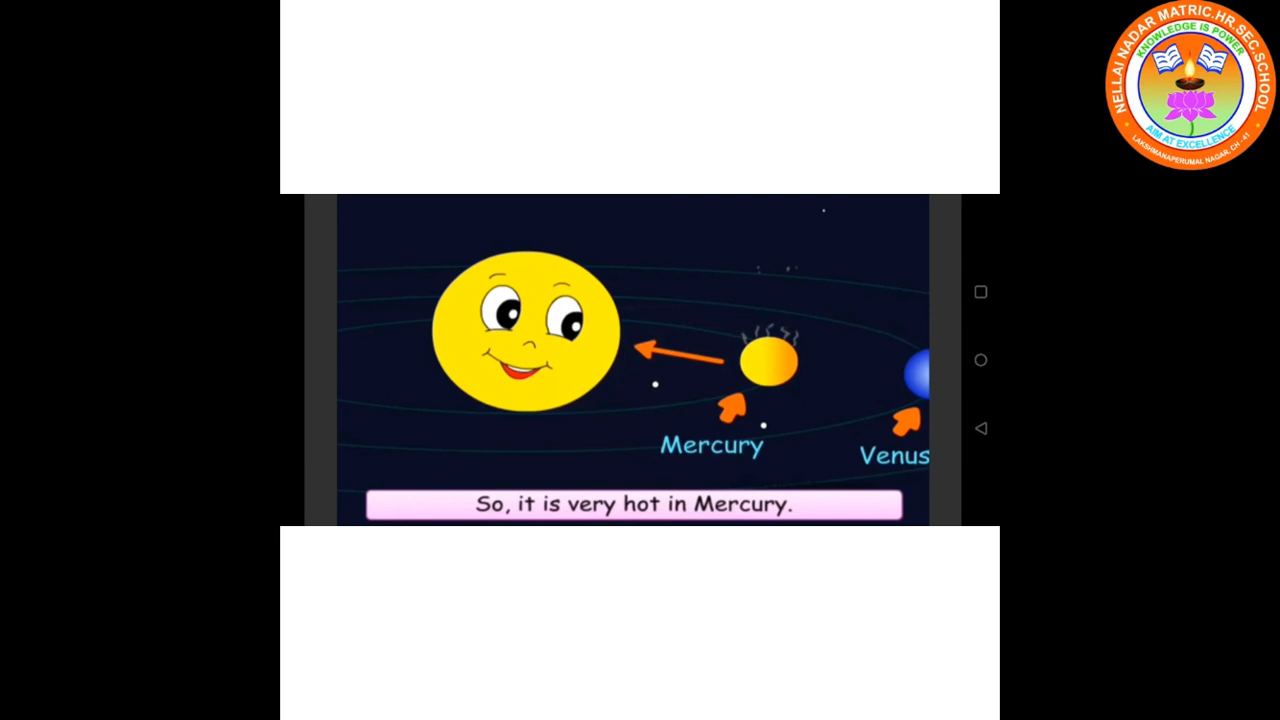 NELLAI NADAR MATRIC.HR.SEC.SCHOOL
KNOWLEDGE IS POWER
AIM AT EXCELLENCE
LAKSHMANAPERUMAL NAGAR, CH - 41
Mercury
Venus
So, it is very hot in Mercury.